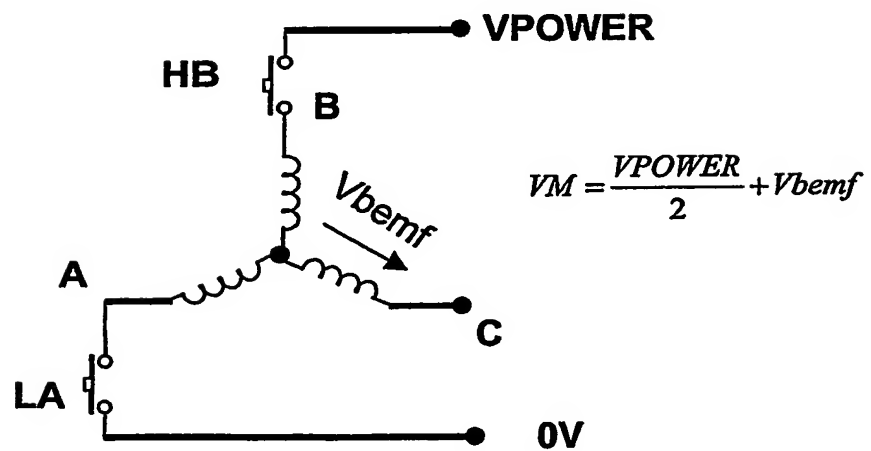 VPOWER
HB
B
VM = VPOWER/2 + Vbemf
Vbemf
A
C
LA
0V